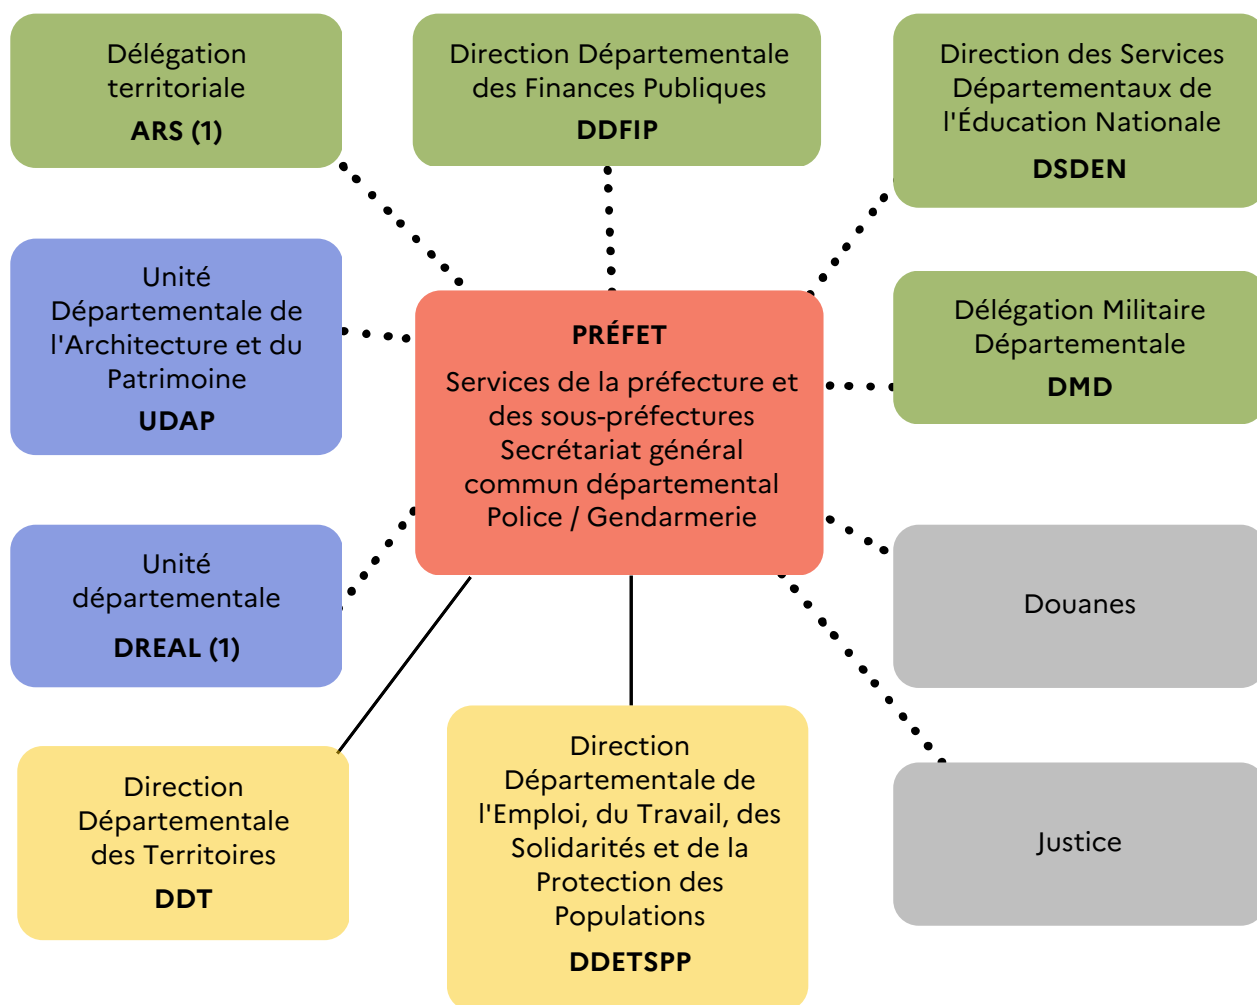 Délégation
territoriale
ARS (1)
Direction Départementale
des Finances Publiques
DDFIP
Direction des Services
Départementaux de
l'Éducation Nationale
DSDEN
Unité
Départementale de
l'Architecture et du
Patrimoine
UDAP
PRÉFET
Services de la préfecture et
des sous-préfectures
Secrétariat général
commun départemental
Police / Gendarmerie
Délégation Militaire
Départementale
DMD
Unité
départementale
DREAL (1)
Douanes
Direction
Départementale
des Territoires
DDT
Direction
Départementale de
l'Emploi, du Travail, des
Solidarités et de la
Protection des
Populations
DDETSPP
Justice